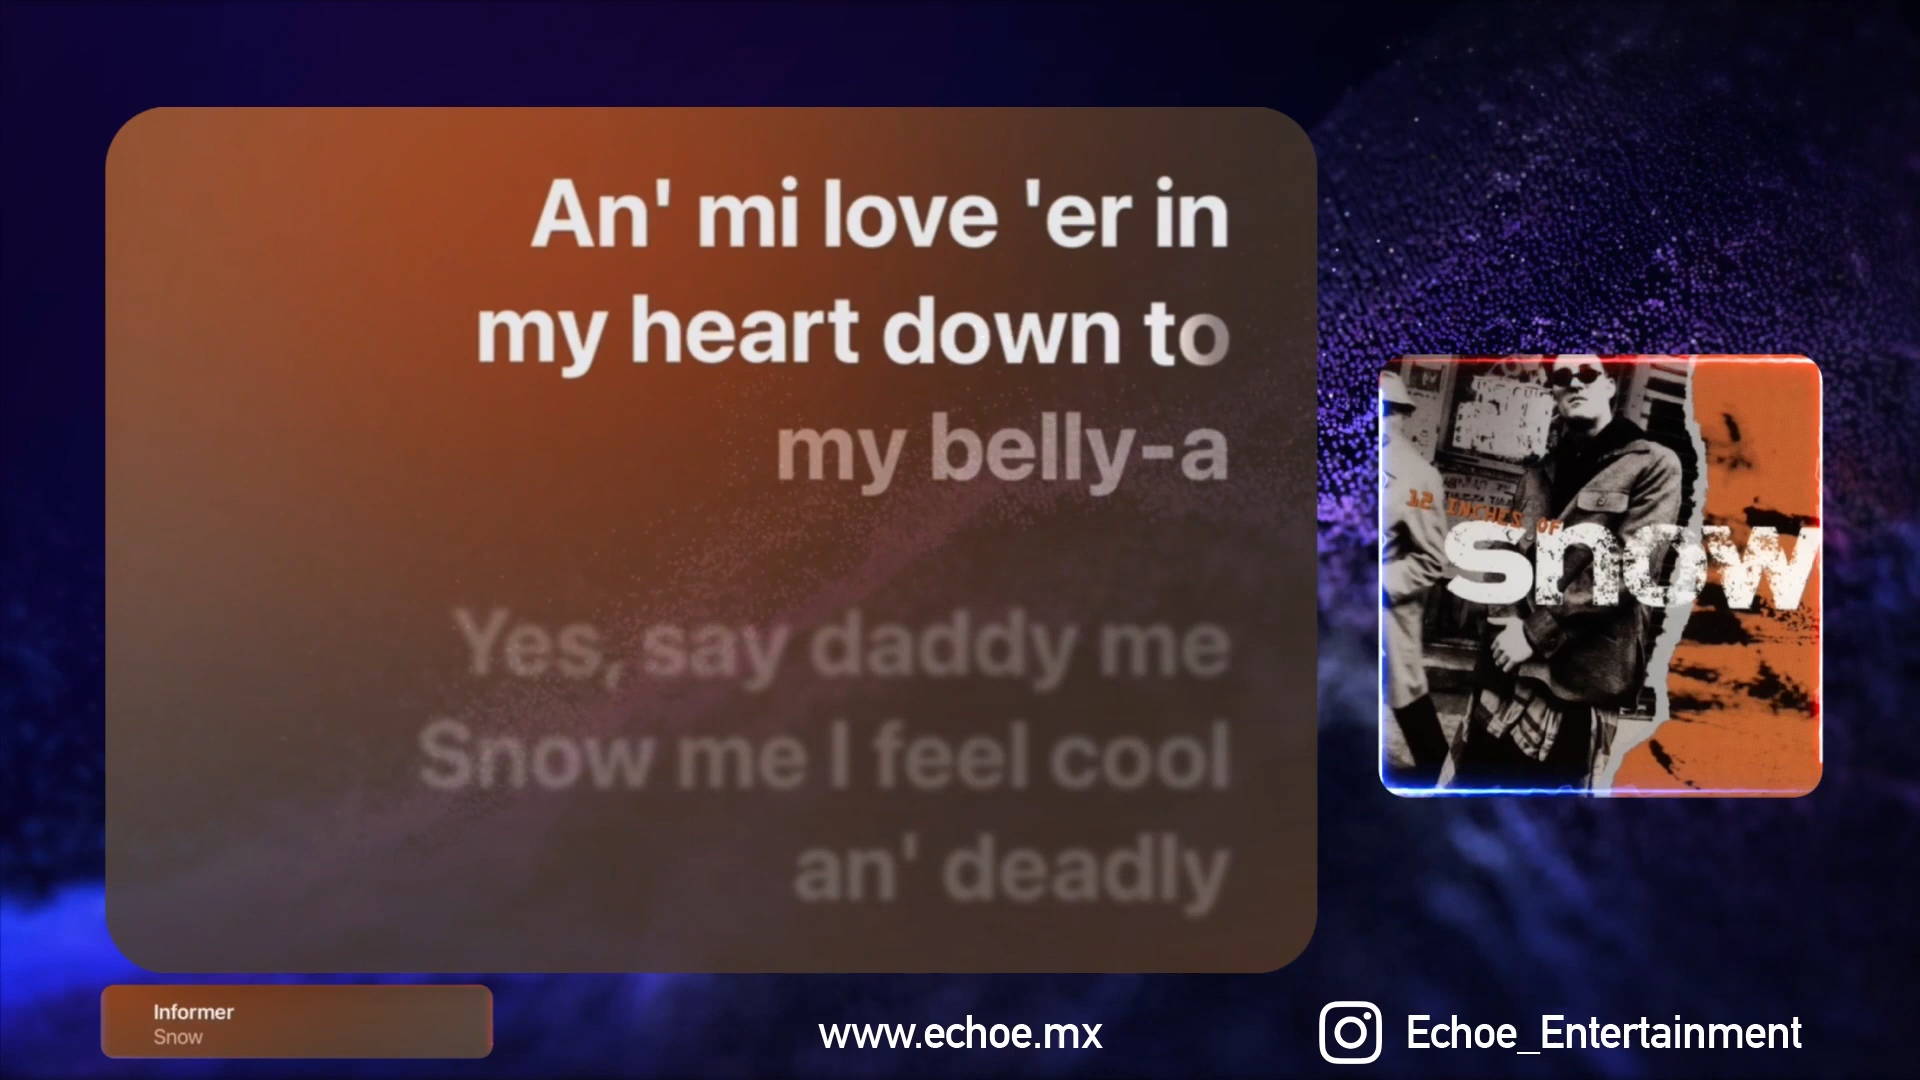 An' mi love 'er in
my heart down to
my belly-a
Yes, say daddy me
Snow me I feel cool
an' deadly
12 INCHES OF
snow
Informer
Snow
www.echoe.mx
Echoe_Entertainment